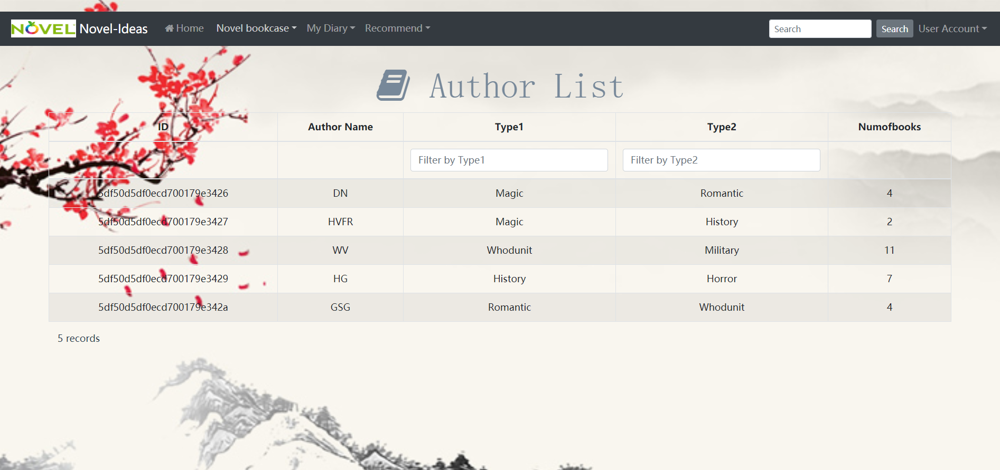 NOVEL Novel-Ideas Home Novel bookcase My Diary Recommend Search Search User Account
Author List
ID Author Name Type1 Type2 Numofbooks
Filter by Type1 Filter by Type2
5df50d5df0ecd700179e3426 DN Magic Romantic 4
5df50d5df0ecd700179e3427 HVFR Magic History 2
5df50d5df0ecd700179e3428 WV Whodunit Military 11
5df50d5df0ecd700179e3429 HG History Horror 7
5df50d5df0ecd700179e342a GSG Romantic Whodunit 4
5 records